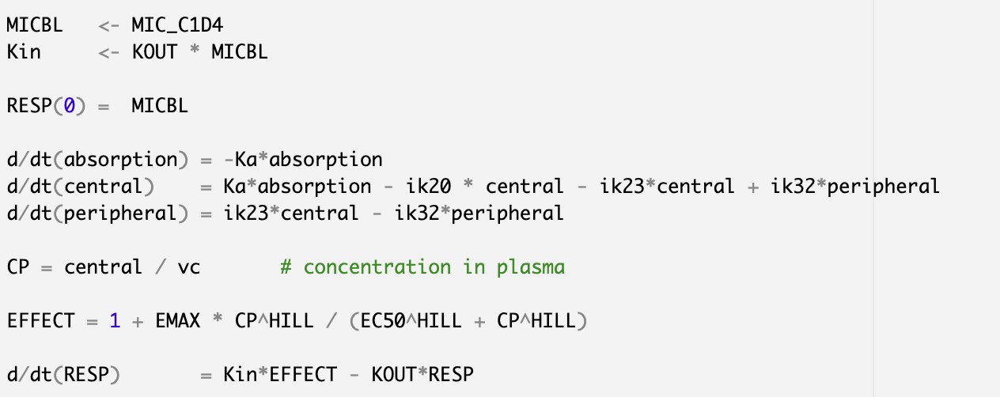 MICBL   <- MIC_C1D4
Kin     <- KOUT * MICBL
RESP(0) =  MICBL
d/dt(absorption) = -Ka*absorption
d/dt(central)    = Ka*absorption - ik20 * central - ik23*central + ik32*peripheral
d/dt(peripheral) = ik23*central - ik32*peripheral
CP = central / vc       # concentration in plasma
EFFECT = 1 + EMAX * CP^HILL / (EC50^HILL + CP^HILL)
d/dt(RESP)       = Kin*EFFECT - KOUT*RESP